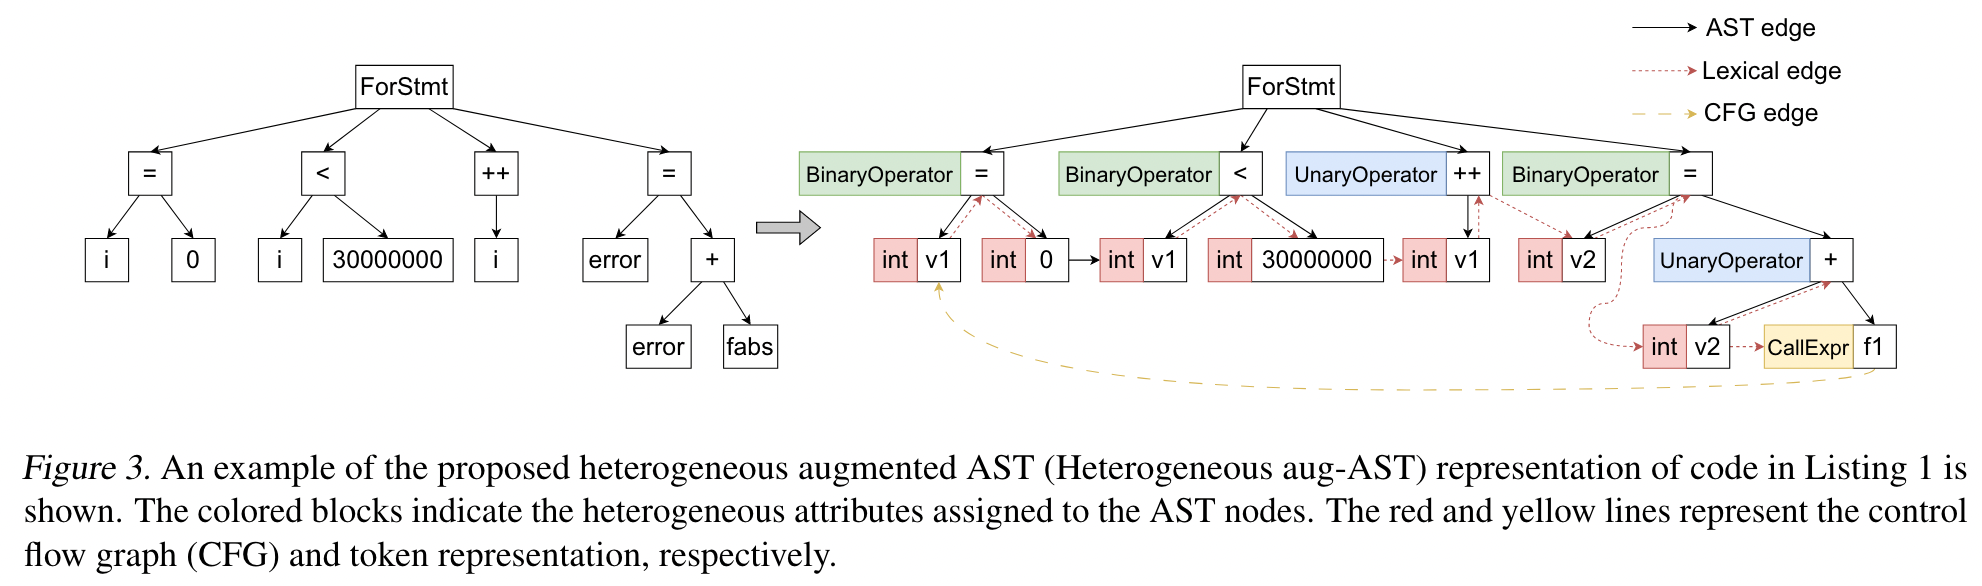 AST edge
Lexical edge
CFG edge
ForStmt
ForStmt
= < ++ =
BinaryOperator = BinaryOperator < UnaryOperator ++ BinaryOperator =
i 0 i 30000000 i error +
int v1 int 0 int v1 int 30000000 int v1 int v2 UnaryOperator +
error fabs
int v2 CallExpr f1
Figure 3. An example of the proposed heterogeneous augmented AST (Heterogeneous aug-AST) representation of code in Listing 1 is
shown. The colored blocks indicate the heterogeneous attributes assigned to the AST nodes. The red and yellow lines represent the control
flow graph (CFG) and token representation, respectively.